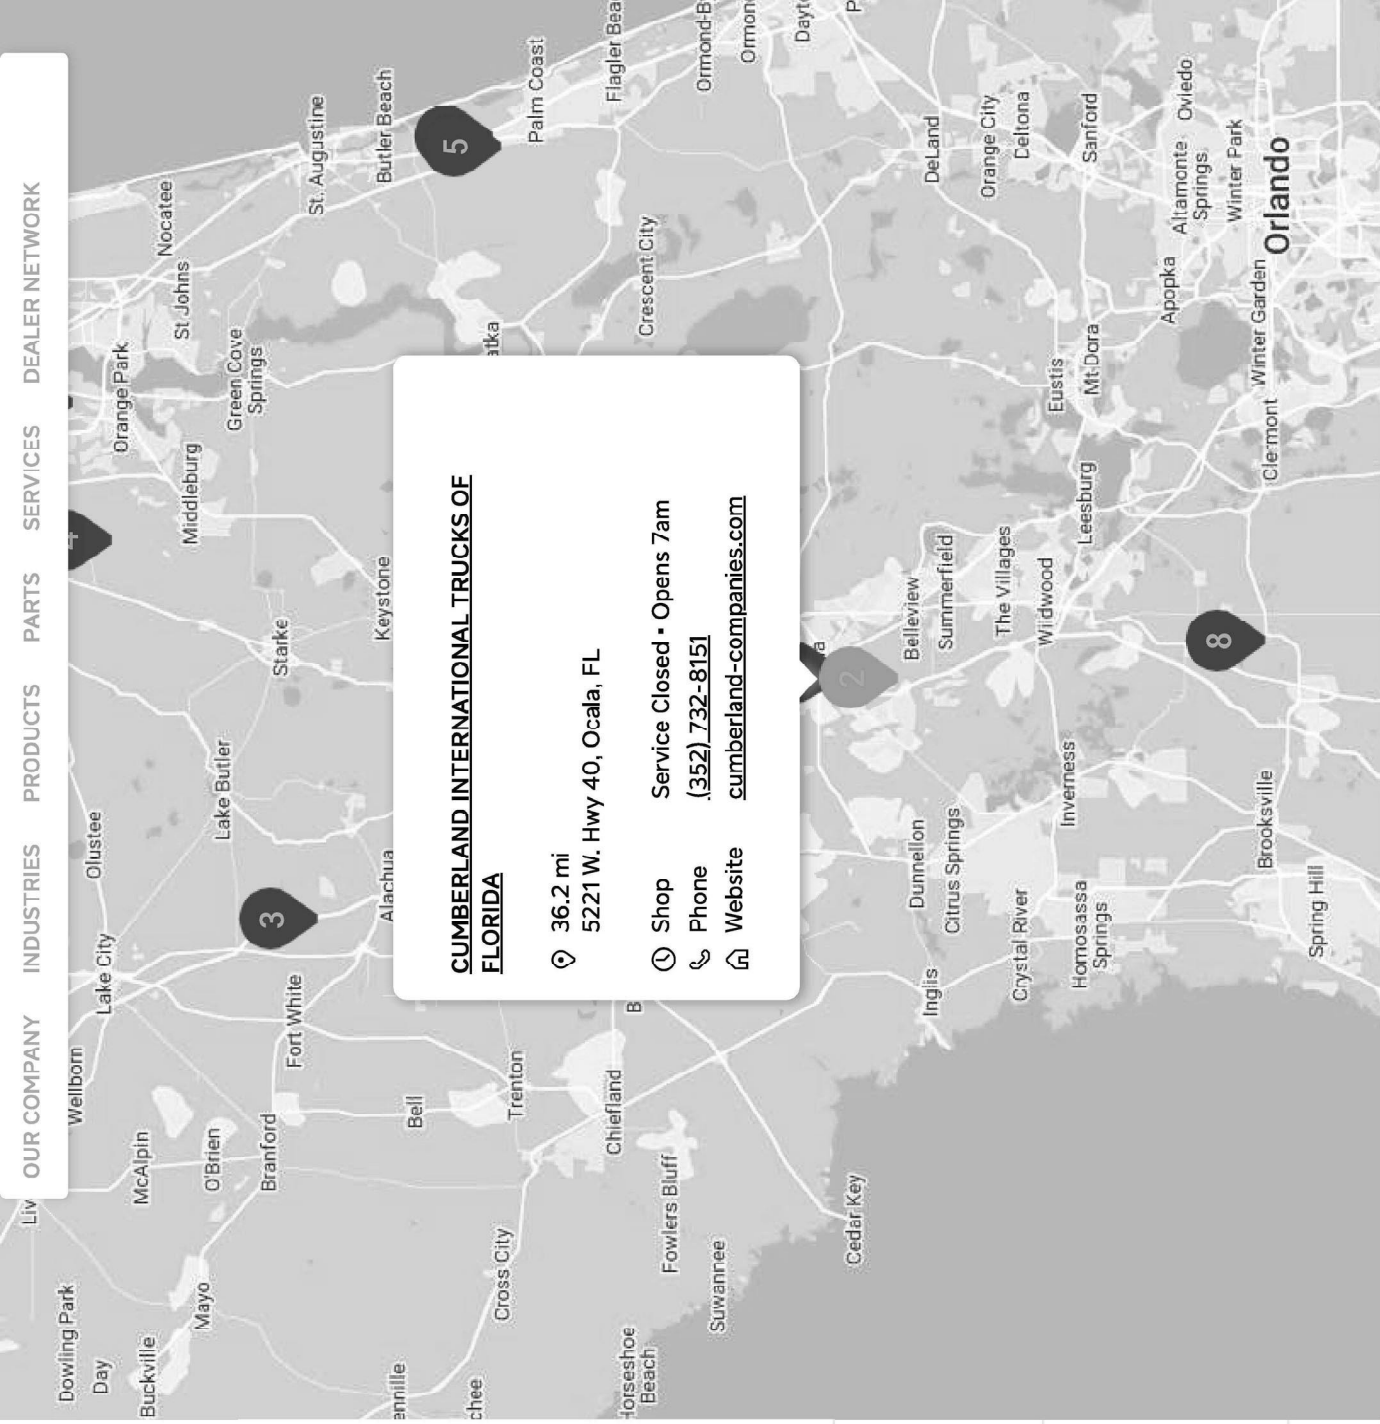 OUR COMPANY INDUSTRIES PRODUCTS PARTS SERVICES DEALER NETWORK
CUMBERLAND INTERNATIONAL TRUCKS OF
FLORIDA
36.2 mi
5221 W. Hwy 40, Ocala, FL
Shop Service Closed • Opens 7am
Phone (352) 732-8151
Website cumberland-companies.com
Dowling Park
Day
Buckville
Mayo
McAlpin
O'Brien
Branford
Wellborn
Lake City
Olustee
Fort White
Lake Butler
3
Alachua
Starke
Keystone
Middleburg
4
Orange Park
Green Cove
Springs
St Johns
Nocatee
St. Augustine
Butler Beach
5
Palm Coast
Crescent City
Bell
Trenton
Chiefland
Cross City
Fowlers Bluff
Suwannee
Horseshoe
Beach
Cedar Key
Inglis
Dunnellon
Citrus Springs
Crystal River
Homosassa
Springs
Inverness
Brooksville
Spring Hill
2
Belleview
Summerfield
The Villages
Wildwood
Leesburg
8
Eustis
Mt Dora
Apopka
Clermont
Winter Garden
Orlando
Winter Park
Altamonte
Springs
Oviedo
Sanford
Deltona
Orange City
DeLand